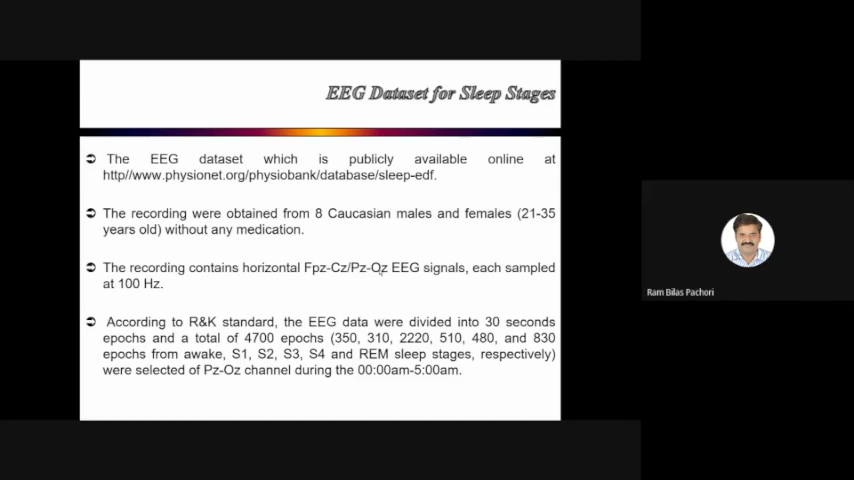 EEG Dataset for Sleep Stages
The EEG dataset which is publicly available online at
http//www.physionet.org/physiobank/database/sleep-edf.
The recording were obtained from 8 Caucasian males and females (21-35
years old) without any medication.
The recording contains horizontal Fpz-Cz/Pz-Oz EEG signals, each sampled
at 100 Hz.
According to R&K standard, the EEG data were divided into 30 seconds
epochs and a total of 4700 epochs (350, 310, 2220, 510, 480, and 830
epochs from awake, S1, S2, S3, S4 and REM sleep stages, respectively)
were selected of Pz-Oz channel during the 00:00am-5:00am.
Ram Bilas Pachori